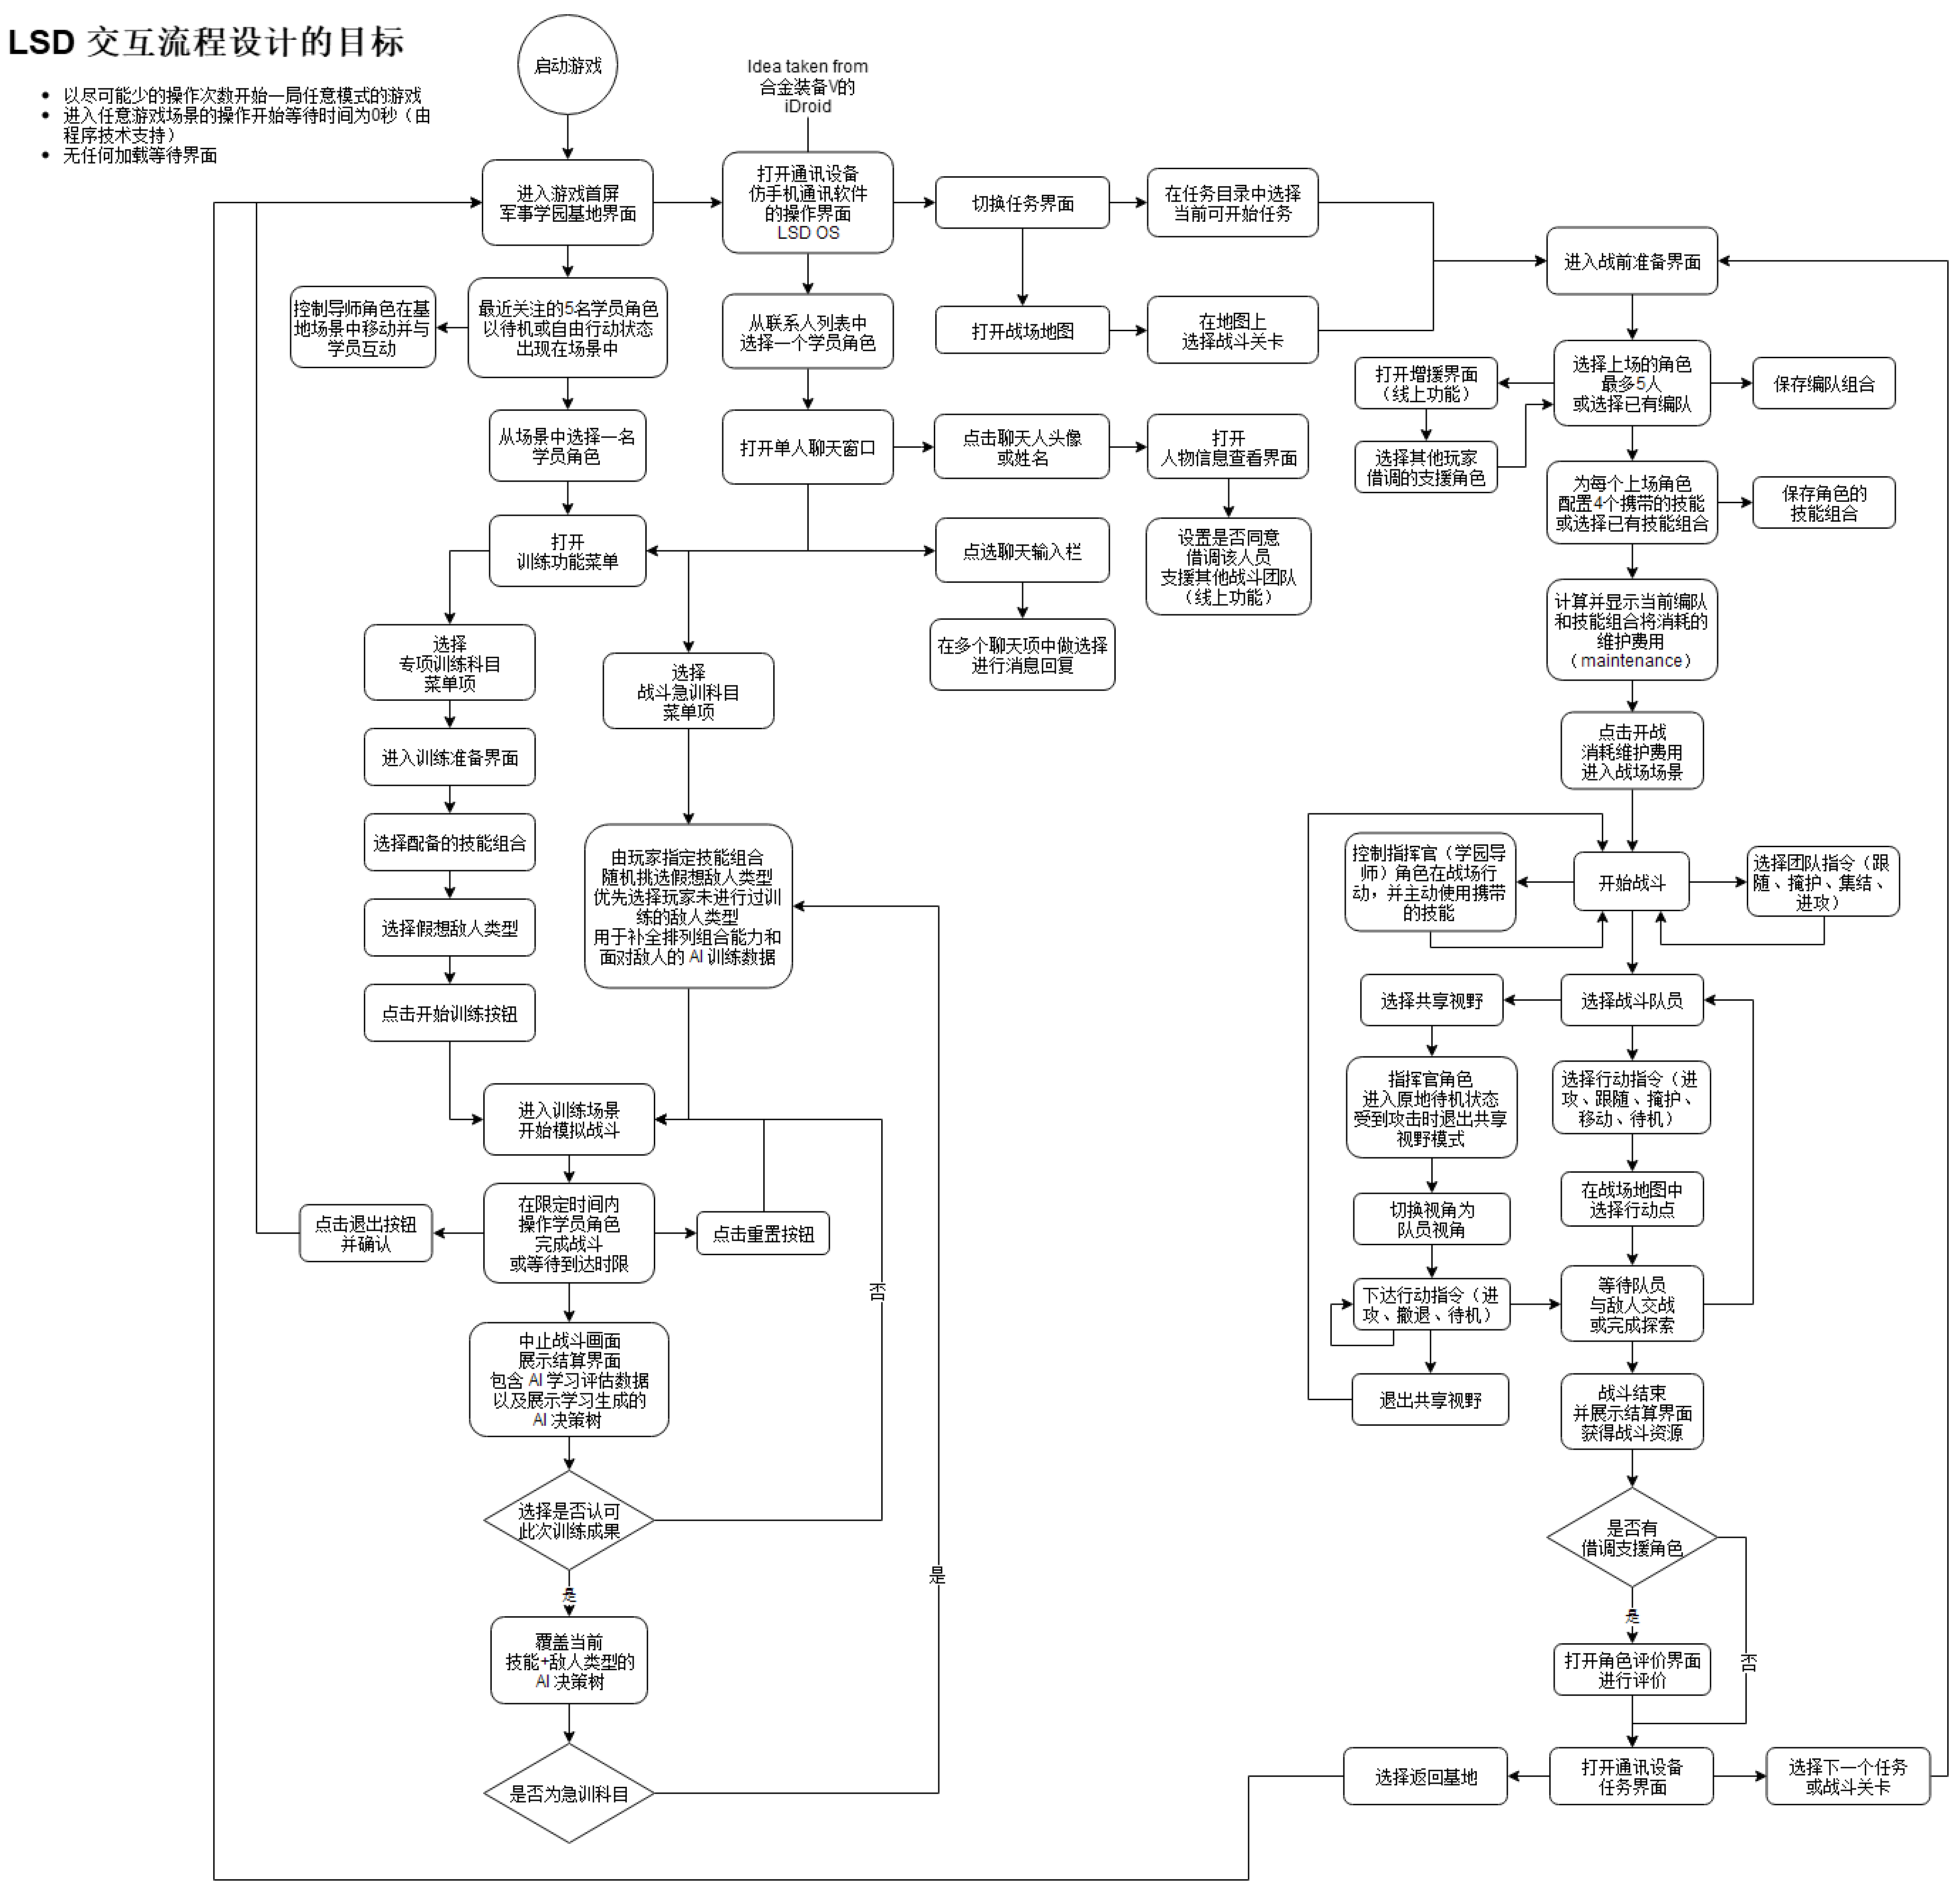 LSD 交互流程设计的目标
以尽可能少的操作次数开始一局任意模式的游戏
进入任意游戏场景的操作开始等待时间为0秒（由
程序技术支持）
无任何加载等待界面
启动游戏
Idea taken from
合金装备V的
iDroid
进入游戏首屏
军事学园基地界面
打开通讯设备
仿手机通讯软件
的操作界面
LSD OS
切换任务界面
在任务目录中选择
当前可开始任务
进入战前准备界面
控制导师角色在基
地场景中移动并与
学员互动
最近关注的5名学员角色
以待机或自由行动状态
出现在场景中
从联系人列表中
选择一个学员角色
打开战场地图
在地图上
选择战斗关卡
打开增援界面
（线上功能）
选择上场的角色
最多5人
或选择已有编队
保存编队组合
从场景中选择一名
学员角色
打开单人聊天窗口
点击聊天人头像
或姓名
打开
人物信息查看界面
选择其他玩家
借调的支援角色
为每个上场角色
配置4个携带的技能
或选择已有技能组合
保存角色的
技能组合
打开
训练功能菜单
点选聊天输入栏
设置是否同意
借调该人员
支援其他战斗团队
（线上功能）
计算并显示当前编队
和技能组合将消耗的
维护费用
（maintenance）
选择
专项训练科目
菜单项
选择
战斗急训科目
菜单项
在多个聊天项中做选择
进行消息回复
点击开战
消耗维护费用
进入战场场景
进入训练准备界面
选择配备的技能组合
由玩家指定技能组合
随机挑选假想敌人类型
优先选择玩家未进行过训
练的敌人类型
用于补全排列组合能力和
面对敌人的 AI 训练数据
控制指挥官（学园导
师）角色在战场行
动，并主动使用携带
的技能
开始战斗
选择团队指令（跟
随、掩护、集结、
进攻）
选择假想敌人类型
点击开始训练按钮
选择共享视野
选择战斗队员
指挥官角色
进入原地待机状态
受到攻击时退出共享
视野模式
选择行动指令（进
攻、跟随、掩护、
移动、待机）
进入训练场景
开始模拟战斗
在战场地图中
选择行动点
点击退出按钮
并确认
在限定时间内
操作学员角色
完成战斗
或等待到达时限
点击重置按钮
切换视角为
队员视角
否
下达行动指令（进
攻、撤退、待机）
等待队员
与敌人交战
或完成探索
中止战斗画面
展示结算界面
包含 AI 学习评估数据
以及展示学习生成的
AI 决策树
退出共享视野
战斗结束
并展示结算界面
获得战斗资源
选择是否认可
此次训练成果
是否有
借调支援角色
是
是
是
覆盖当前
技能+敌人类型的
AI 决策树
打开角色评价界面
进行评价
否
是否为急训科目
选择返回基地
打开通讯设备
任务界面
选择下一个任务
或战斗关卡